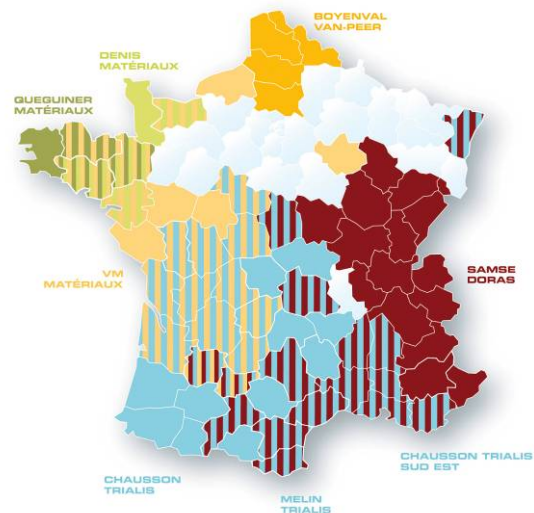 BOYENVAL
VAN-PEER
DENIS
MATÉRIAUX
QUEGUINER
MATÉRIAUX
VM
MATÉRIAUX
SAMSE
DORAS
CHAUSSON TRIALIS
SUD EST
CHAUSSON
TRIALIS
MELIN
TRIALIS